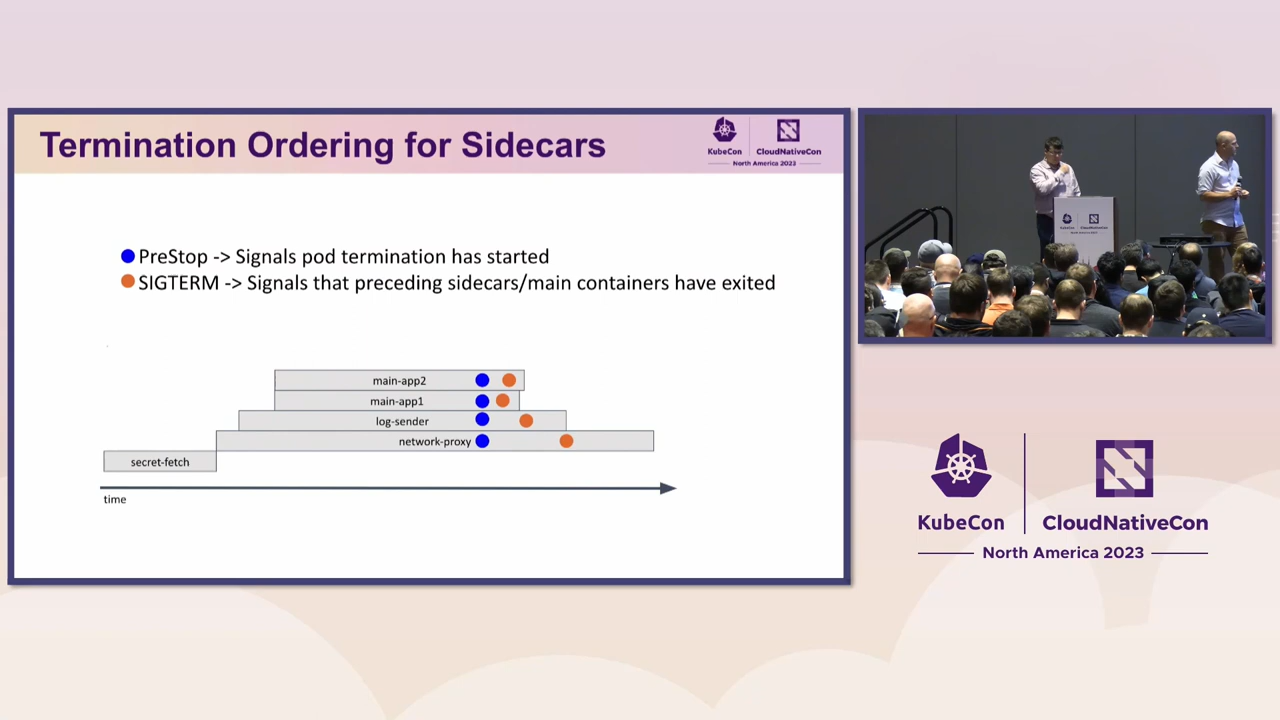 Termination Ordering for Sidecars
KubeCon
CloudNativeCon
North America 2023
PreStop -> Signals pod termination has started
SIGTERM -> Signals that preceding sidecars/main containers have exited
main-app2
main-app1
log-sender
network-proxy
secret-fetch
time
KubeCon
CloudNativeCon
North America 2023